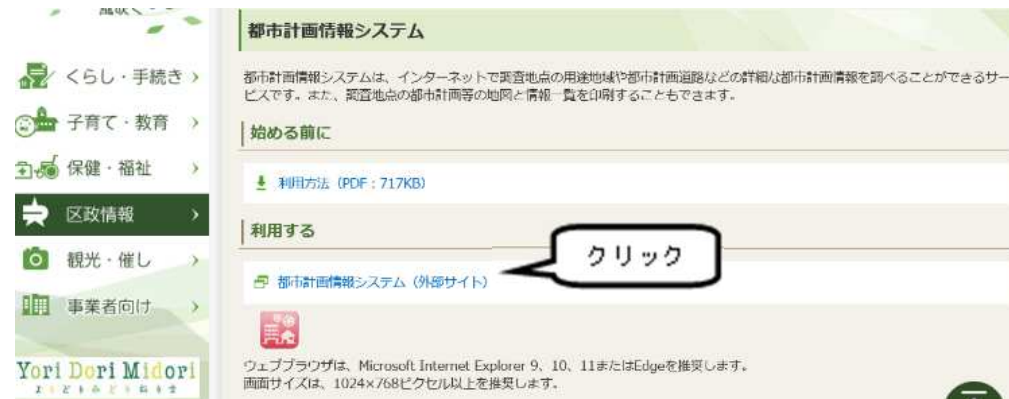 都市計画情報システム
くらし・手続き
子育て・教育
保健・福祉
区政情報
観光・催し
事業者向け
Yori Dori Midori
都市計画情報システムは、インターネットで調査地点の用途地域や都市計画道路などの詳細な都市計画情報を調べることができるサー
ビスです。また、調査地点の都市計画等の地図と情報一覧を印刷することもできます。
始める前に
利用方法（PDF：717KB）
利用する
クリック
都市計画情報システム（外部サイト）
ウェブブラウザは、Microsoft Internet Explorer 9、10、11またはEdgeを推奨します。
画面サイズは、1024×768ピクセル以上を推奨します。